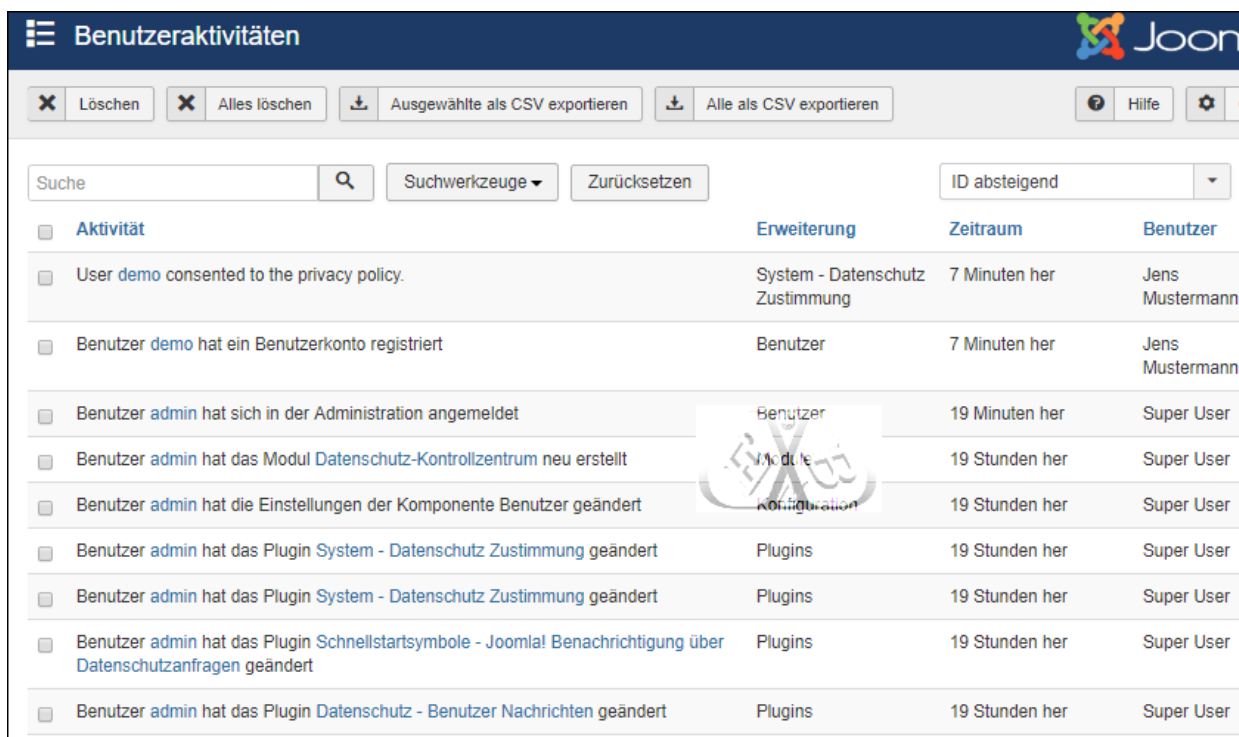 Benutzeraktivitäten
Löschen Alles löschen Ausgewählte als CSV exportieren Alle als CSV exportieren Hilfe
Suche Suchwerkzeuge Zurücksetzen ID absteigend
Aktivität Erweiterung Zeitraum Benutzer
User demo consented to the privacy policy. System - Datenschutz 7 Minuten her Jens
Zustimmung Mustermann
Benutzer demo hat ein Benutzerkonto registriert Benutzer 7 Minuten her Jens
Mustermann
Benutzer admin hat sich in der Administration angemeldet Benutzer 19 Minuten her Super User
Benutzer admin hat das Modul Datenschutz-Kontrollzentrum neu erstellt Module 19 Stunden her Super User
Benutzer admin hat die Einstellungen der Komponente Benutzer geändert Konfiguration 19 Stunden her Super User
Benutzer admin hat das Plugin System - Datenschutz Zustimmung geändert Plugins 19 Stunden her Super User
Benutzer admin hat das Plugin System - Datenschutz Zustimmung geändert Plugins 19 Stunden her Super User
Benutzer admin hat das Plugin Schnellstartsymbole - Joomla! Benachrichtigung über Plugins 19 Stunden her Super User
Datenschutzanfragen geändert
Benutzer admin hat das Plugin Datenschutz - Benutzer Nachrichten geändert Plugins 19 Stunden her Super User